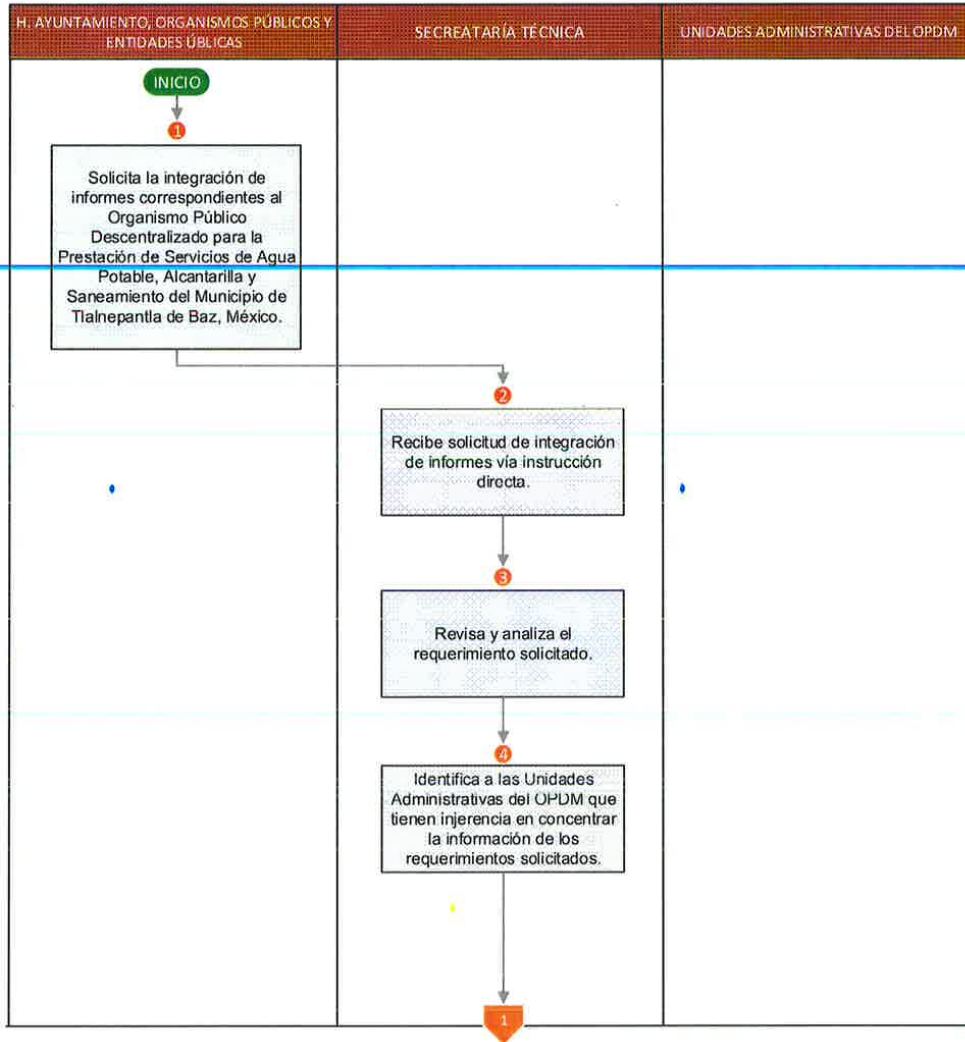 H. AYUNTAMIENTO, ORGANISMOS PÚBLICOS Y
ENTIDADES ÚBLICAS
SECREATARÍA TÉCNICA
UNIDADES ADMINISTRATIVAS DEL OPDM
INICIO
1
Solicita la integración de
informes correspondientes al
Organismo Público
Descentralizado para la
Prestación de Servicios de Agua
Potable, Alcantarilla y
Saneamiento del Municipio de
Tlalnepantla de Baz, México.
2
Recibe solicitud de integración
de informes vía instrucción
directa.
3
Revisa y analiza el
requerimiento solicitado.
4
Identifica a las Unidades
Administrativas del OPDM que
tienen injerencia en concentrar
la información de los
requerimientos solicitados.
1